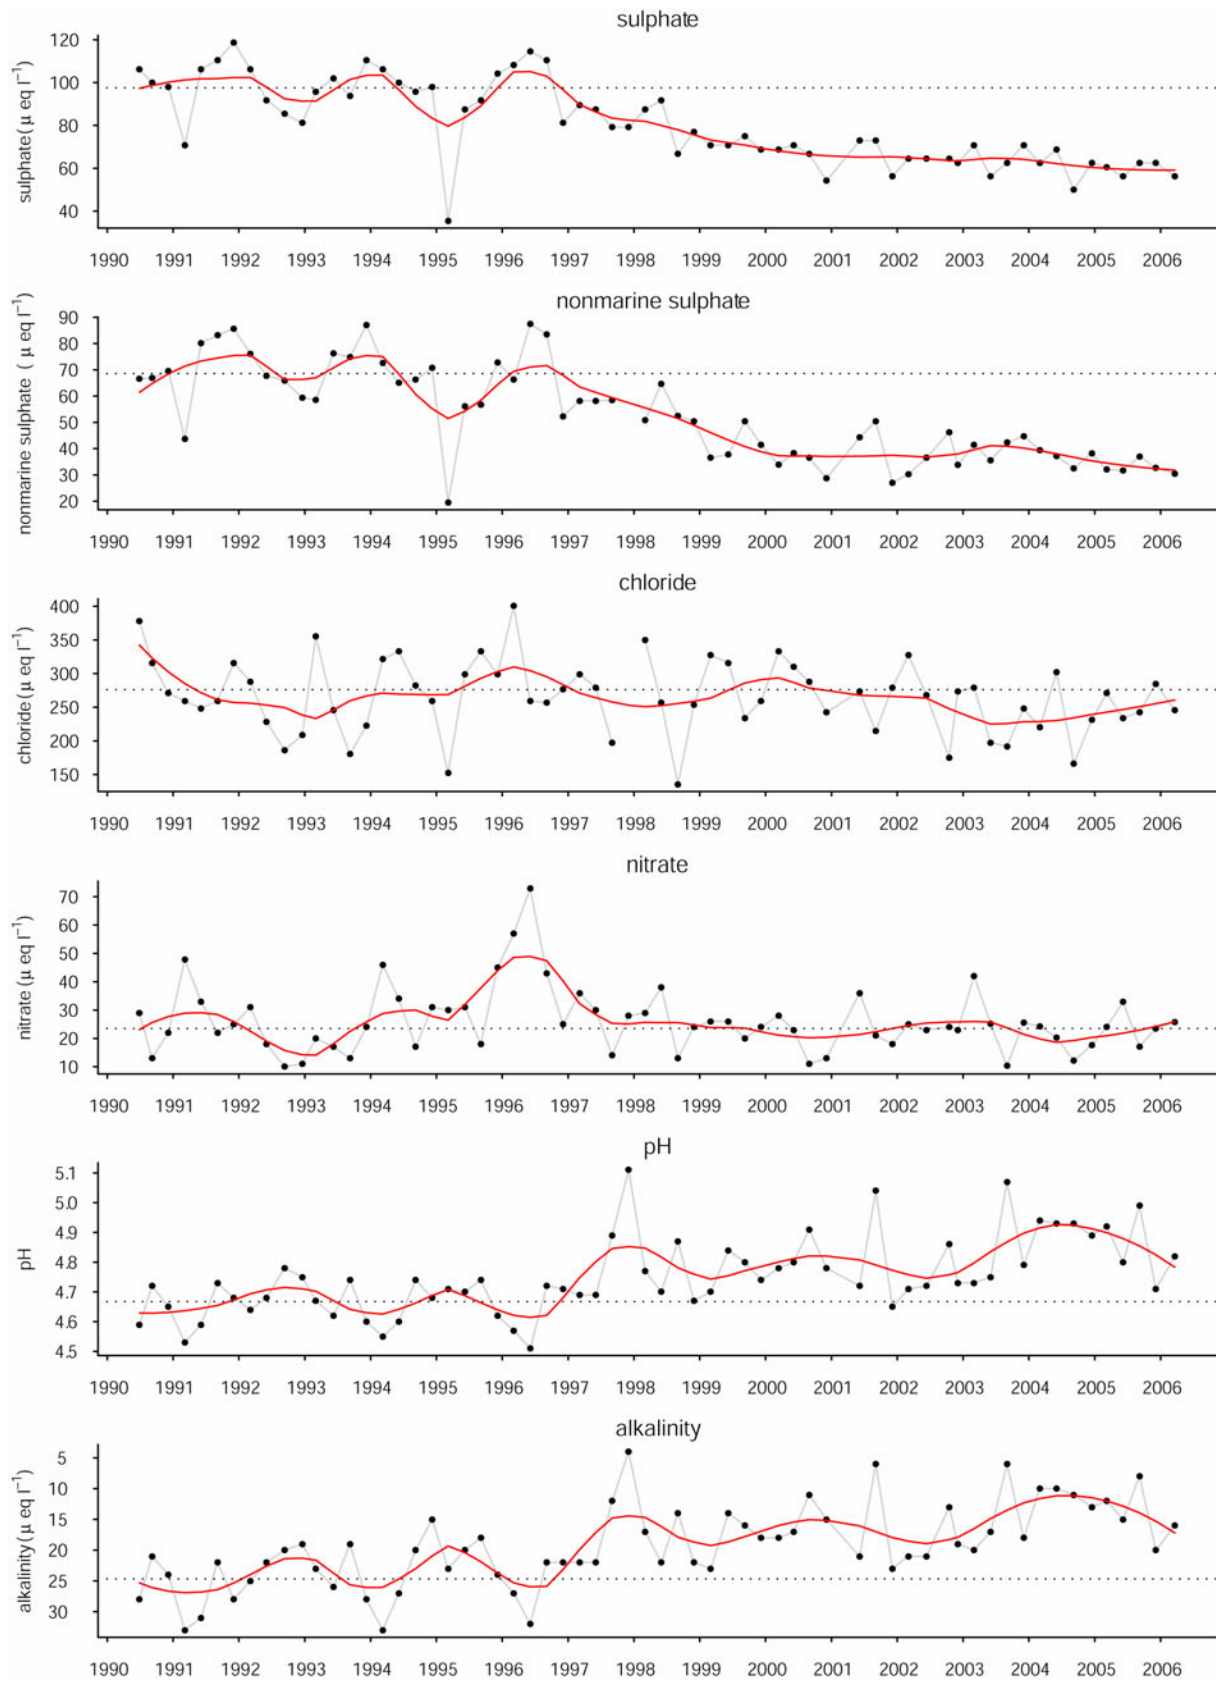 sulphate
sulphate (μ eq l⁻¹)
120
100
80
60
40
1990 1991 1992 1993 1994 1995 1996 1997 1998 1999 2000 2001 2002 2003 2004 2005 2006
nonmarine sulphate
nonmarine sulphate ( μ eq l⁻¹)
90
80
70
60
50
40
30
20
1990 1991 1992 1993 1994 1995 1996 1997 1998 1999 2000 2001 2002 2003 2004 2005 2006
chloride
chloride (μ eq l⁻¹)
400
350
300
250
200
150
1990 1991 1992 1993 1994 1995 1996 1997 1998 1999 2000 2001 2002 2003 2004 2005 2006
nitrate
nitrate (μ eq l⁻¹)
70
60
50
40
30
20
10
1990 1991 1992 1993 1994 1995 1996 1997 1998 1999 2000 2001 2002 2003 2004 2005 2006
pH
pH
5.1
5.0
4.9
4.8
4.7
4.6
4.5
1990 1991 1992 1993 1994 1995 1996 1997 1998 1999 2000 2001 2002 2003 2004 2005 2006
alkalinity
alkalinity (μ eq l⁻¹)
5
10
15
20
25
30
1990 1991 1992 1993 1994 1995 1996 1997 1998 1999 2000 2001 2002 2003 2004 2005 2006